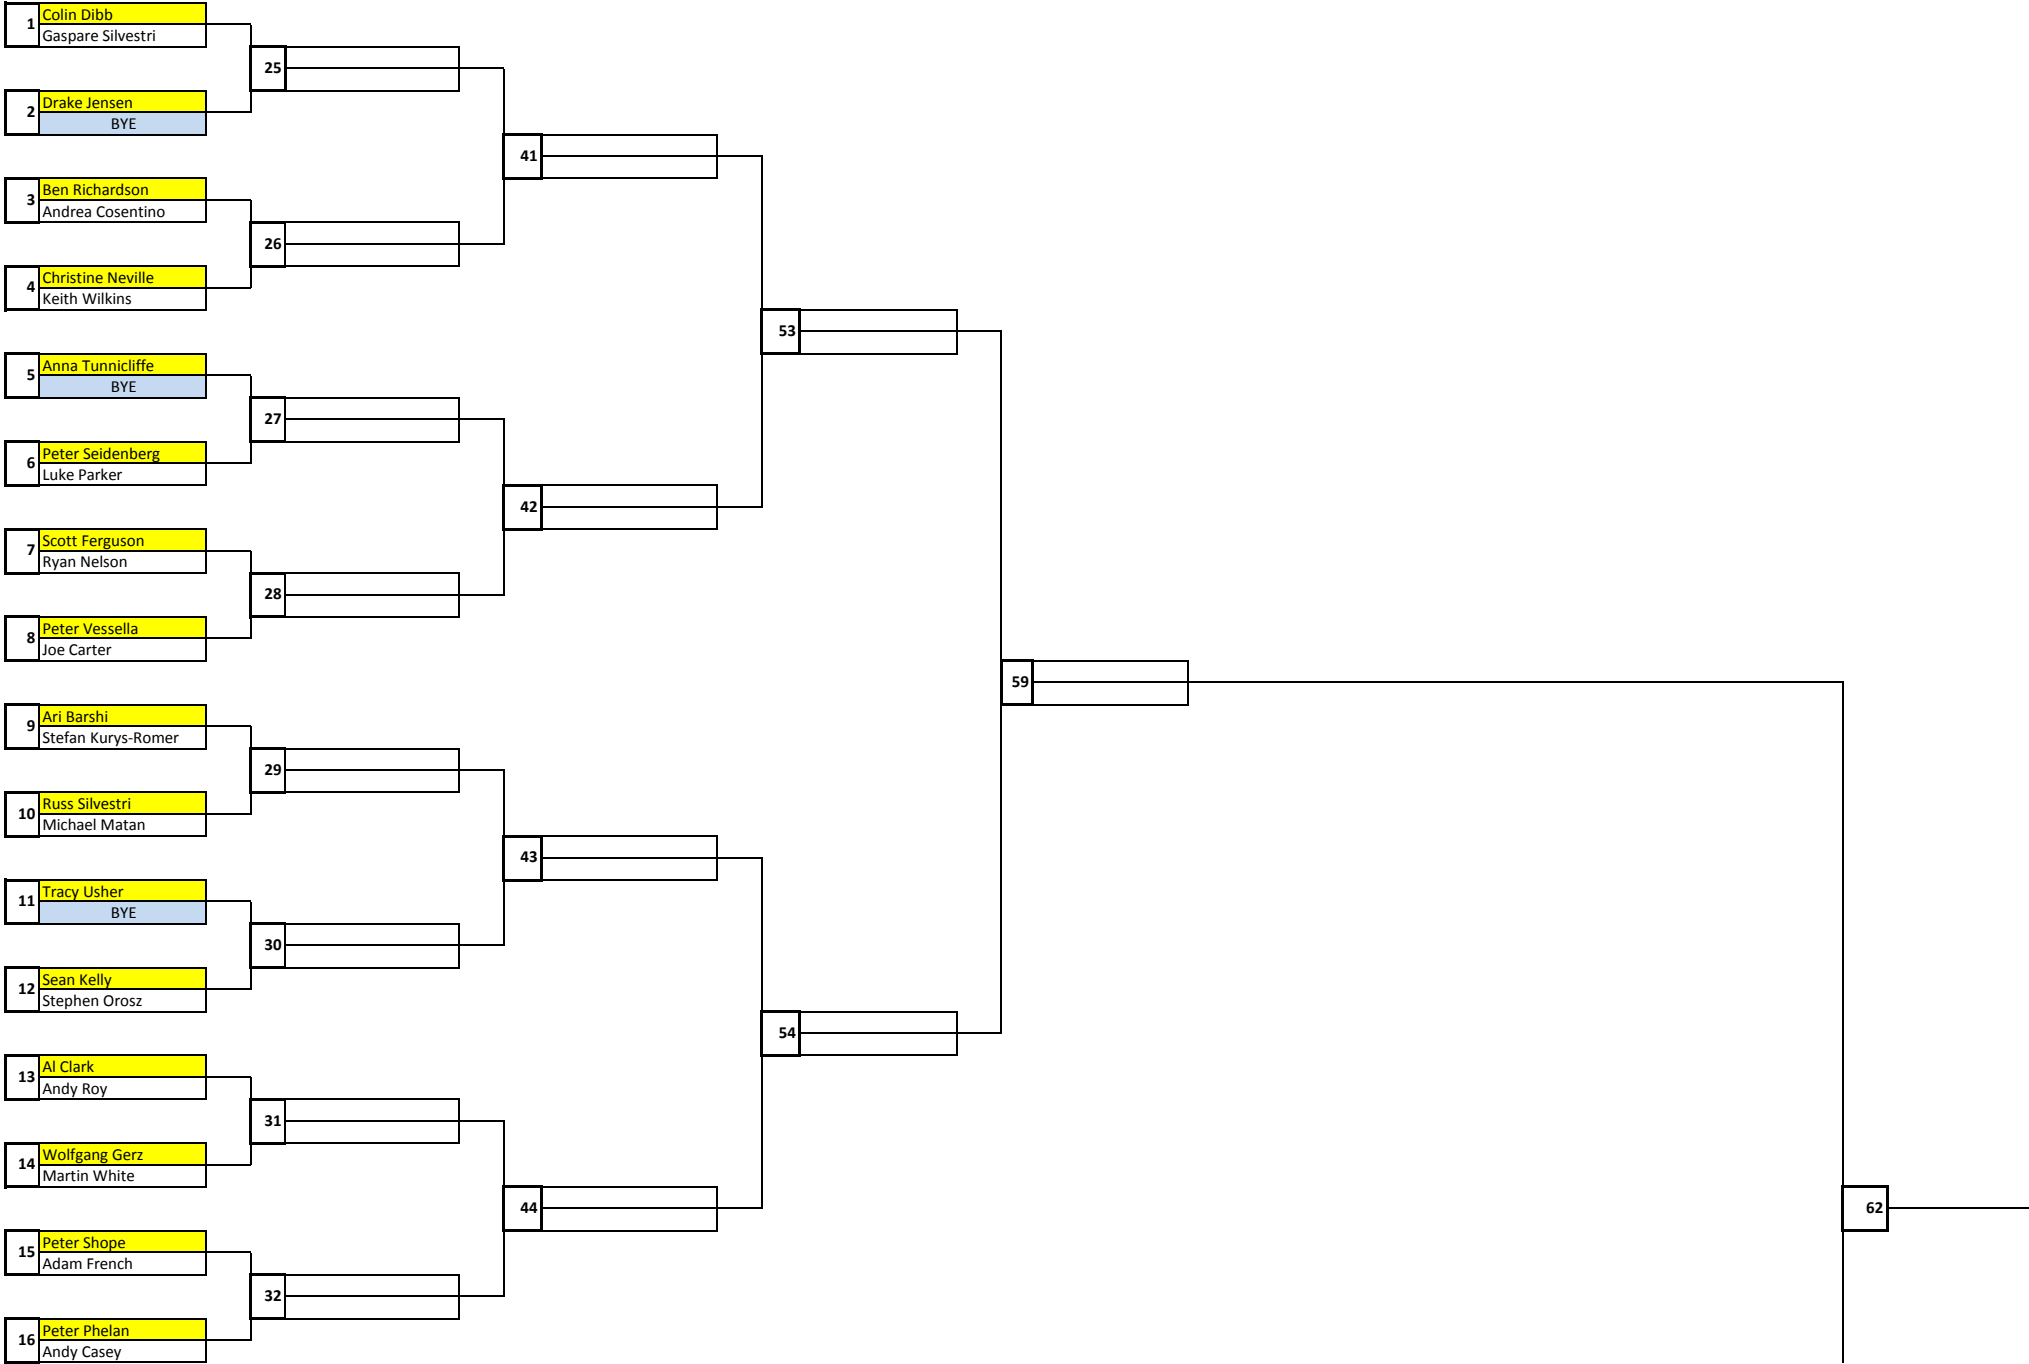 1
Colin Dibb
Gaspare Silvestri
25
2
Drake Jensen
BYE
41
3
Ben Richardson
Andrea Cosentino
26
4
Christine Neville
Keith Wilkins
53
5
Anna Tunnicliffe
BYE
27
6
Peter Seidenberg
Luke Parker
42
7
Scott Ferguson
Ryan Nelson
28
8
Peter Vessella
Joe Carter
59
9
Ari Barshi
Stefan Kurys-Romer
29
10
Russ Silvestri
Michael Matan
43
11
Tracy Usher
BYE
30
12
Sean Kelly
Stephen Orosz
54
13
Al Clark
Andy Roy
31
14
Wolfgang Gerz
Martin White
44
62
15
Peter Shope
Adam French
32
16
Peter Phelan
Andy Casey